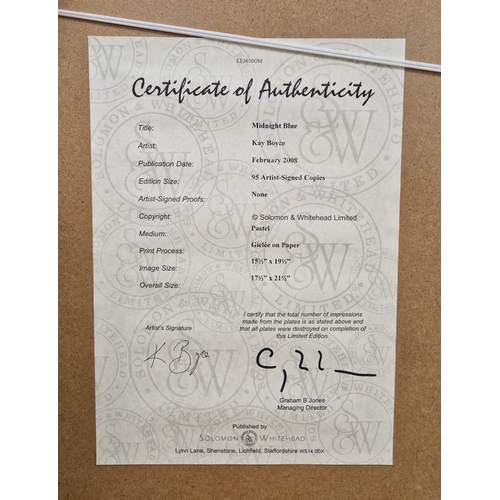 Certificate of Authenticity
Title: Midnight Blue
Artist: Kay Boyce
Publication Date: February 2008
Edition Size: 95 Artist-Signed Copies
Artist-Signed Proofs: None
Copyright: © Solomon & Whitehead Limited
Medium: Pastel
Print Process: Giclée on Paper
Image Size: 15½" x 19½"
Overall Size: 17½" x 21½"
I certify that the total number of impressions
made from the plates is as stated above and
that all plates were destroyed on completion of
this Limited Edition.
Artist's Signature
K Boyce
Graham B Jones
Managing Director
Published by
SOLOMON & WHITEHEAD
Lynn Lane, Shenstone, Lichfield, Staffordshire WS14 0DX